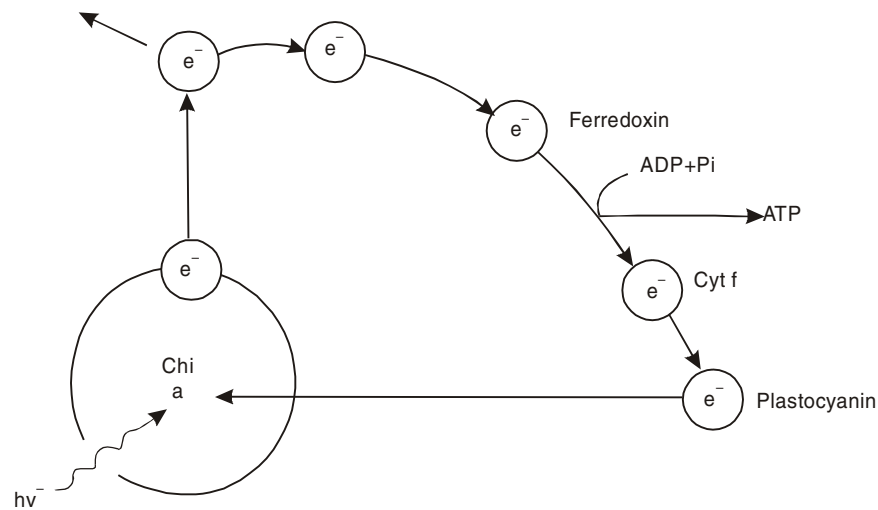 e⁻
e⁻
e⁻
Ferredoxin
ADP+Pi
ATP
e⁻
Cyt f
e⁻
Chi
a
e⁻
Plastocyanin
hv⁻